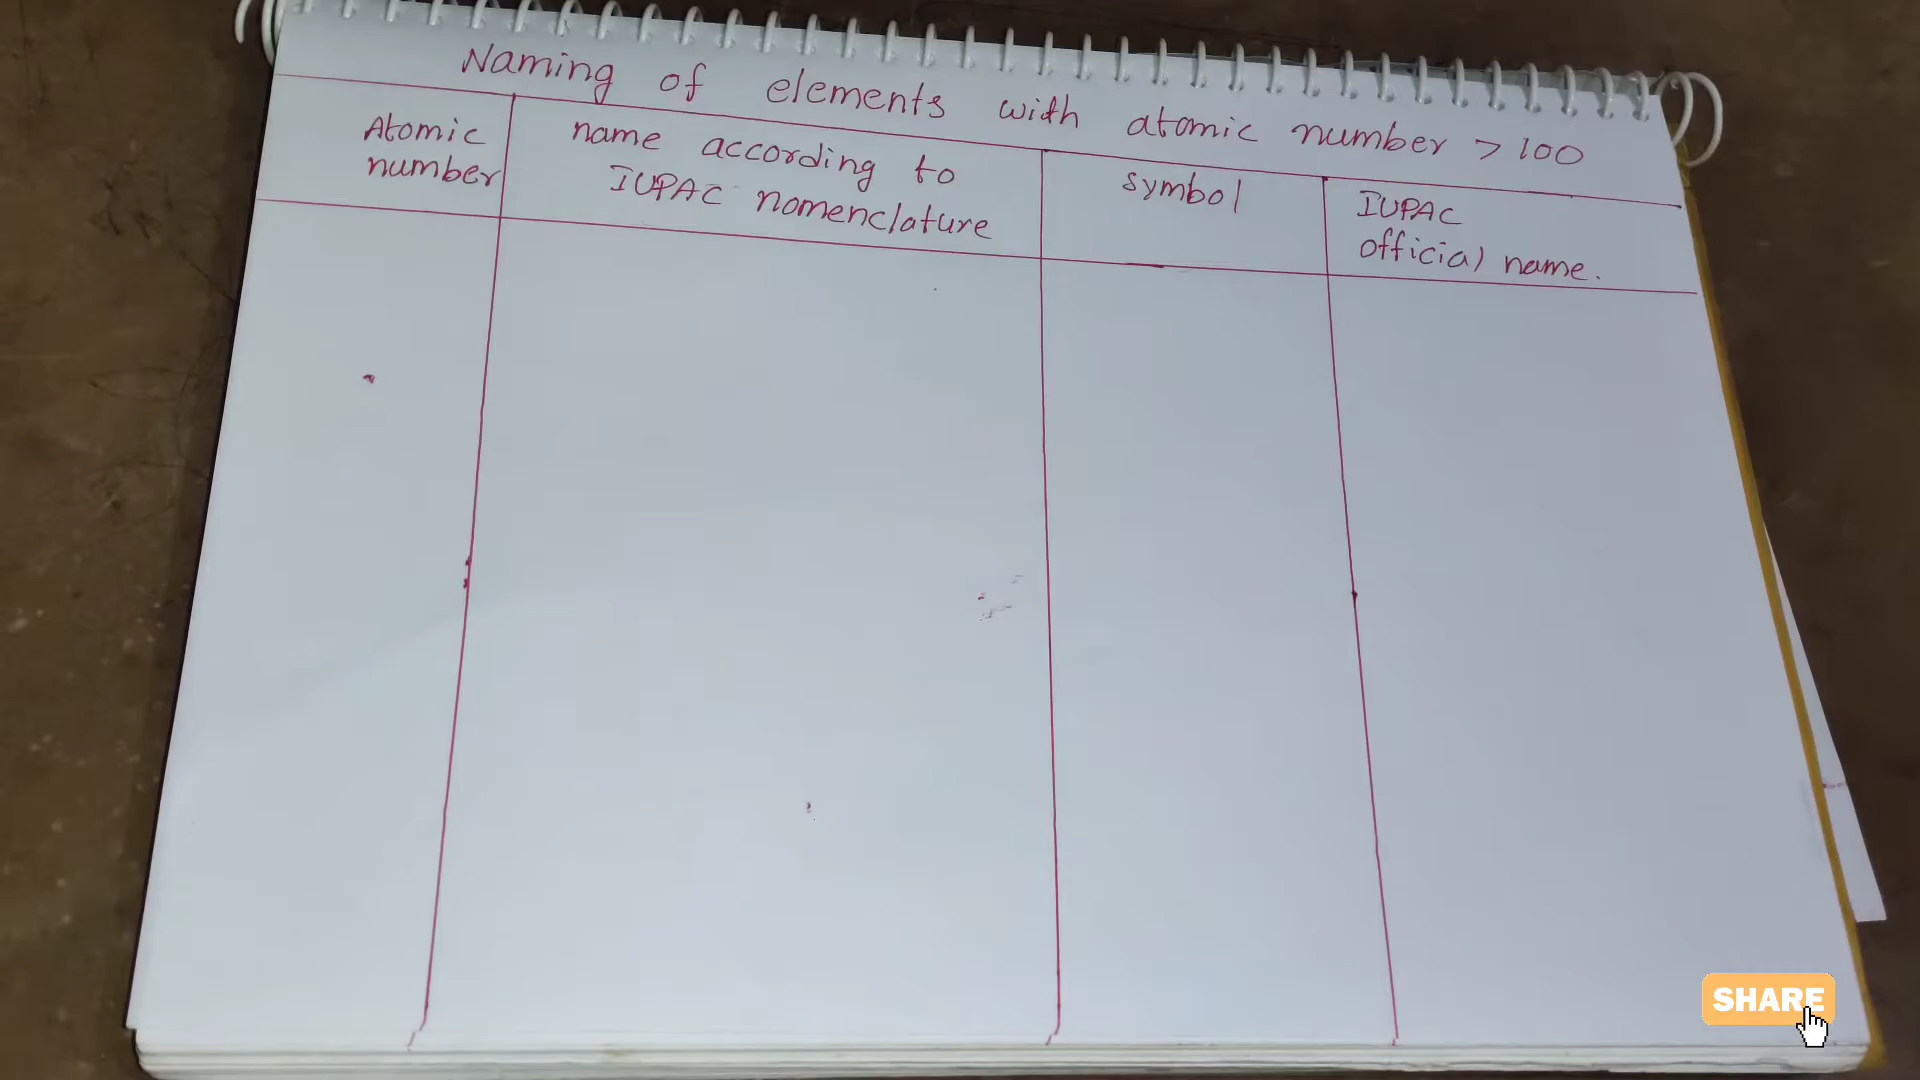 Naming of elements with atomic number > 100
Atomic
number
name according to
IUPAC nomenclature
symbol
IUPAC
official name.
SHARE